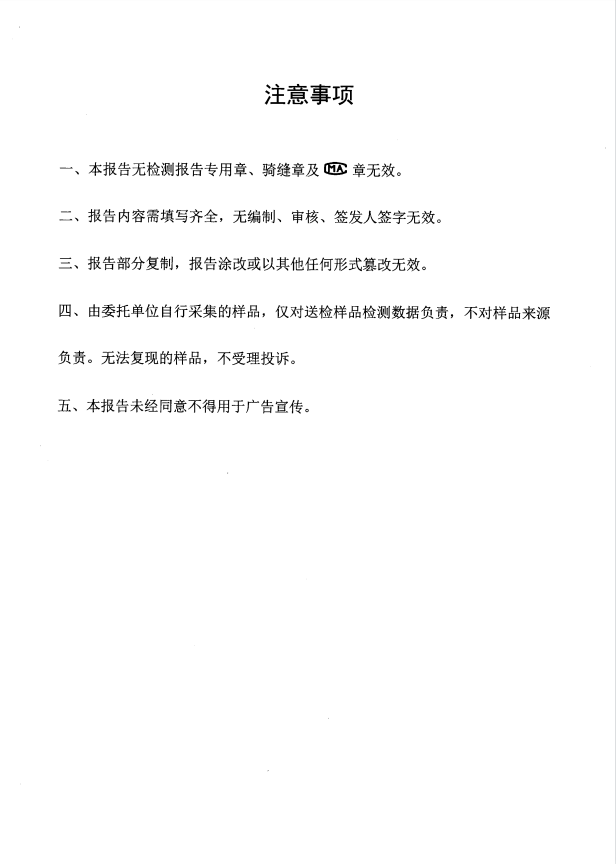 注意事项
一、本报告无检测报告专用章、骑缝章及 MA 章无效。
二、报告内容需填写齐全，无编制、审核、签发人签字无效。
三、报告部分复制，报告涂改或以其他任何形式篡改无效。
四、由委托单位自行采集的样品，仅对送检样品检测数据负责，不对样品来源
负责。无法复现的样品，不受理投诉。
五、本报告未经同意不得用于广告宣传。